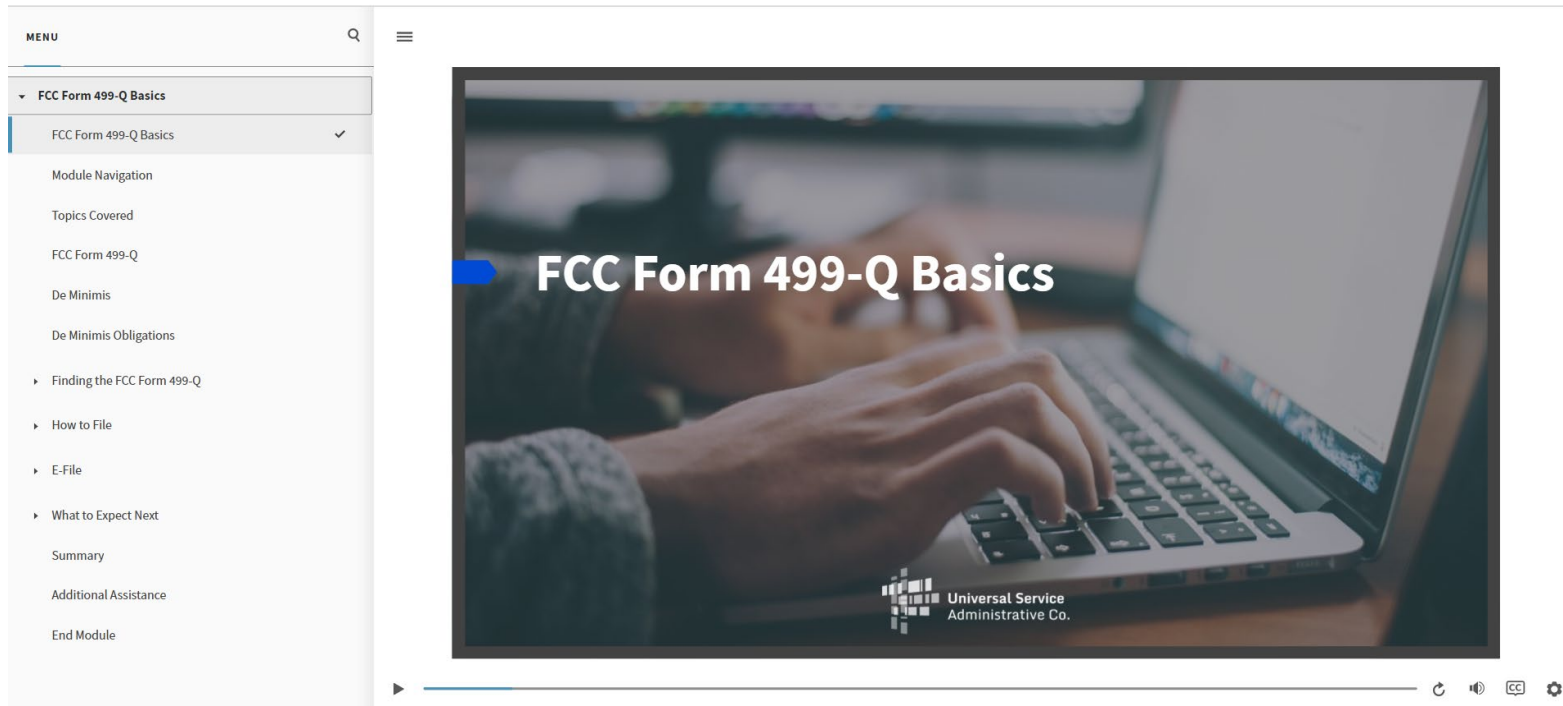 MENU
FCC Form 499-Q Basics
FCC Form 499-Q Basics
Module Navigation
Topics Covered
FCC Form 499-Q
De Minimis
De Minimis Obligations
Finding the FCC Form 499-Q
How to File
E-File
What to Expect Next
Summary
Additional Assistance
End Module
FCC Form 499-Q Basics
Universal Service
Administrative Co.
CC